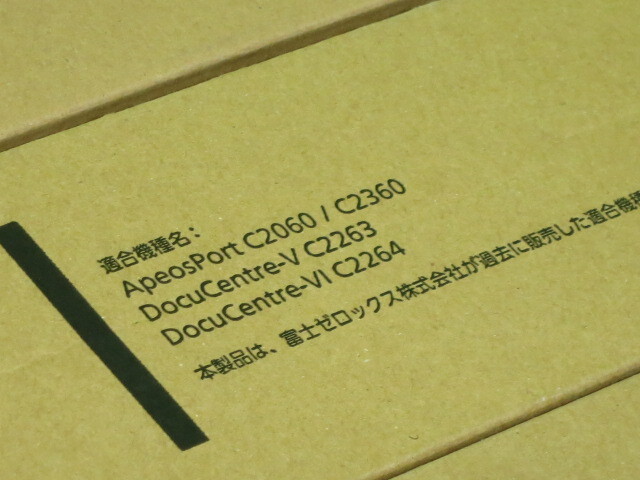 適合機種名：
ApeosPort C2060 / C2360
DocuCentre-V C2263
DocuCentre-VI C2264
本製品は、富士ゼロックス株式会社が過去に販売した適合機種